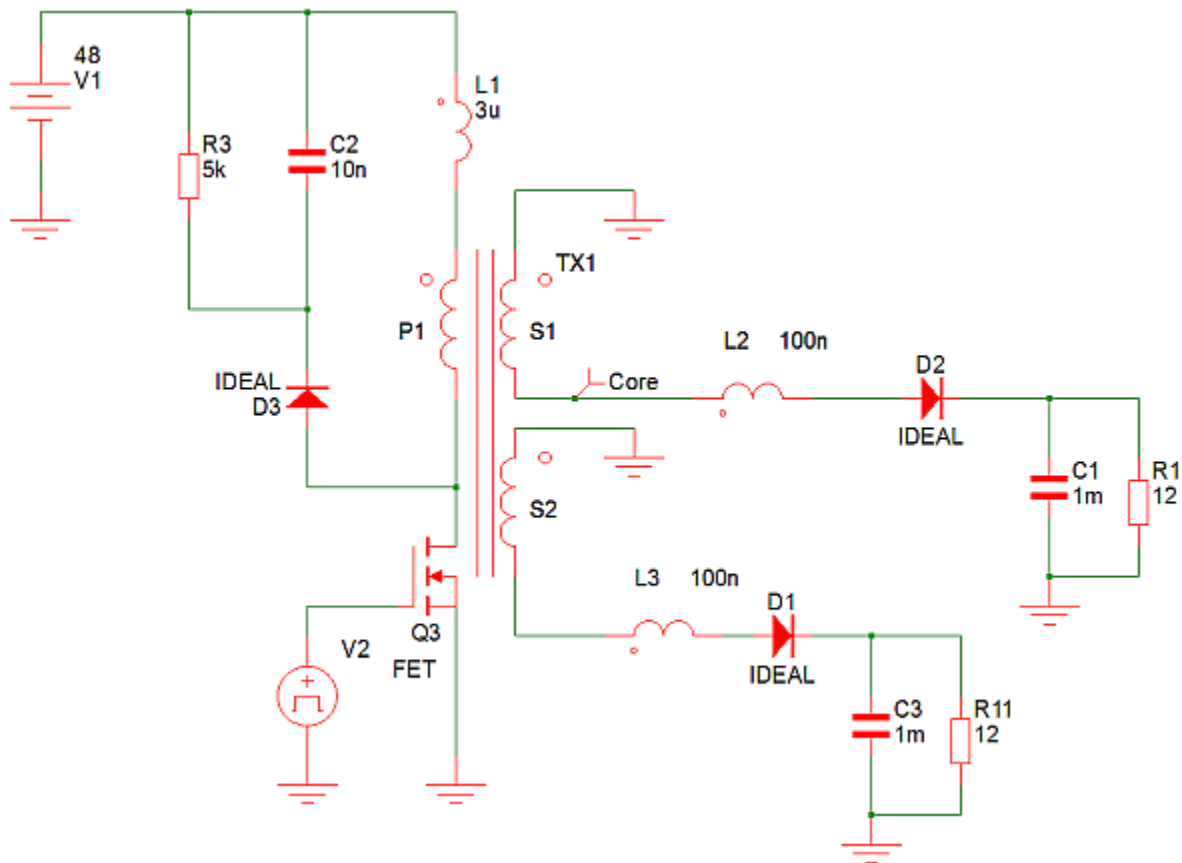 48
V1
L1
3u
R3
5k
C2
10n
TX1
P1
S1
L2 100n
D2
Core
IDEAL
D3
IDEAL
C1
1m
R1
12
S2
L3 100n
D1
Q3
V2
FET
IDEAL
C3
1m
R11
12